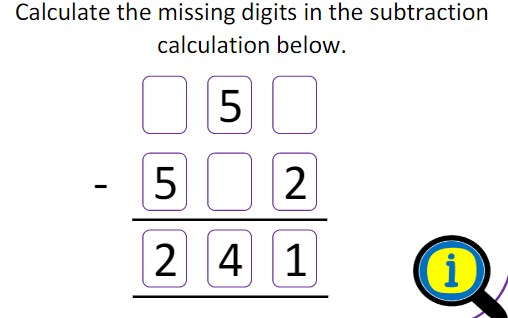 Calculate the missing digits in the subtraction
calculation below.
5
- 5 2
2 4 1
i